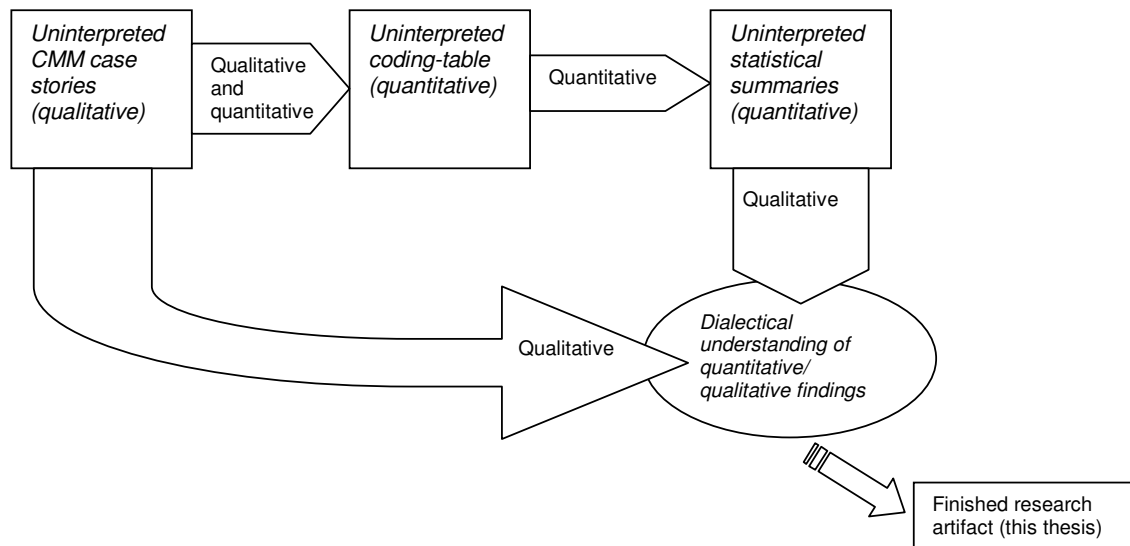 Uninterpreted
CMM case
stories
(qualitative)
Qualitative
and
quantitative
Uninterpreted
coding-table
(quantitative)
Quantitative
Uninterpreted
statistical
summaries
(quantitative)
Qualitative
Qualitative
Dialectical
understanding of
quantitative/
qualitative findings
Finished research
artifact (this thesis)